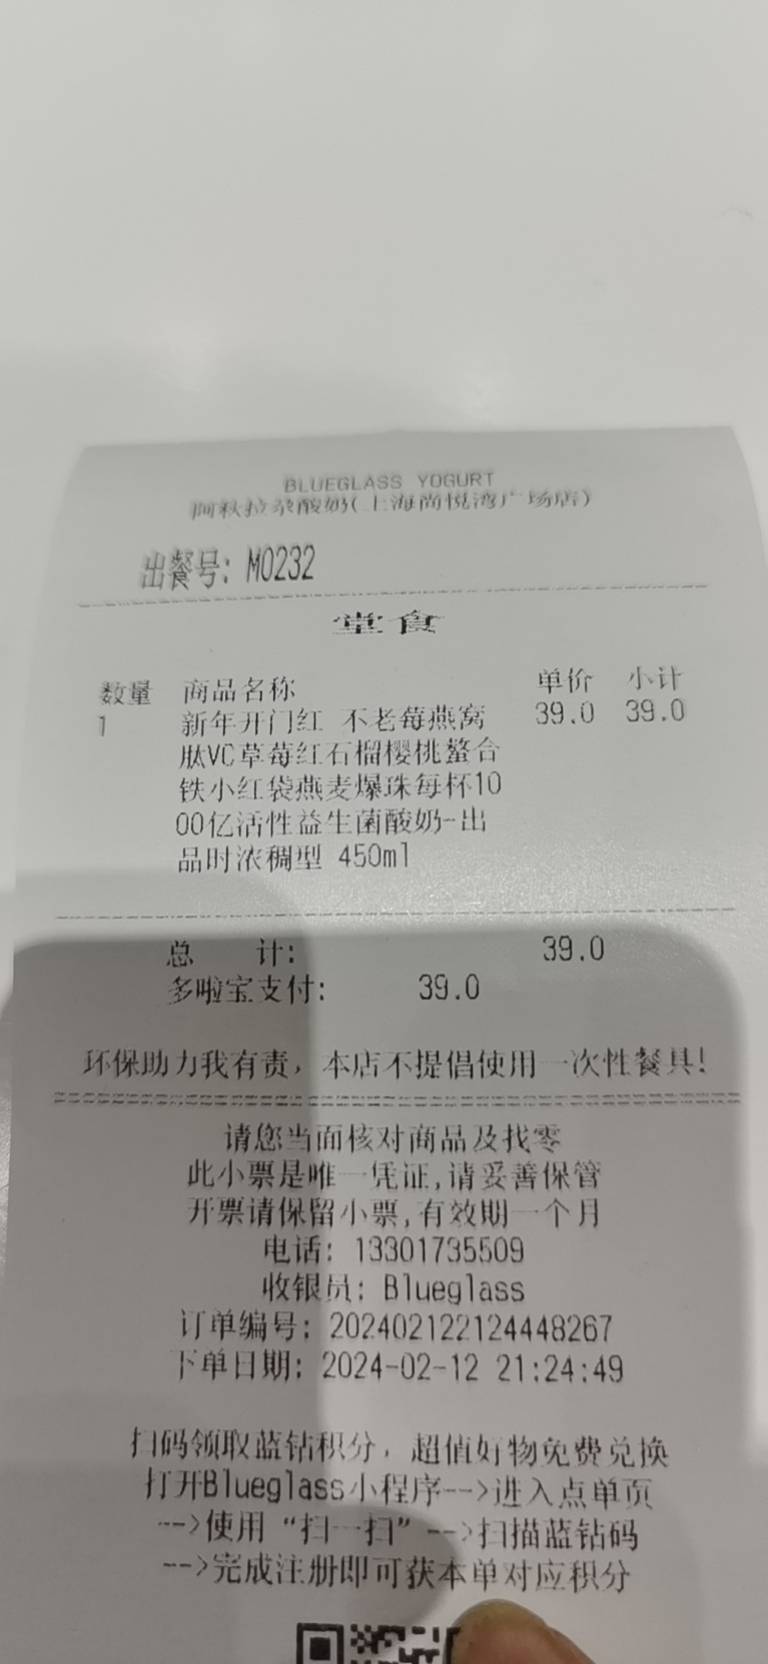 BLUEGLASS YOGURT
阿秋拉尕酸奶(上海尚悦湾广场店)
出餐号: M0232
堂食
数量 商品名称 单价 小计
1 新年开门红 不老莓燕窝 39.0 39.0
肽VC草莓红石榴樱桃螯合
铁小红袋燕麦爆珠每杯10
00亿活性益生菌酸奶-出
品时浓稠型 450ml
总 计: 39.0
多啦宝支付: 39.0
环保助力我有责，本店不提倡使用一次性餐具!
请您当面核对商品及找零
此小票是唯一凭证,请妥善保管
开票请保留小票,有效期一个月
电话: 13301735509
收银员: Blueglass
订单编号: 202402122124448267
下单日期: 2024-02-12 21:24:49
扫码领取蓝钻积分，超值好物免费兑换
打开Blueglass小程序-->进入点单页
-->使用“扫一扫”-->扫描蓝钻码
-->完成注册即可获本单对应积分